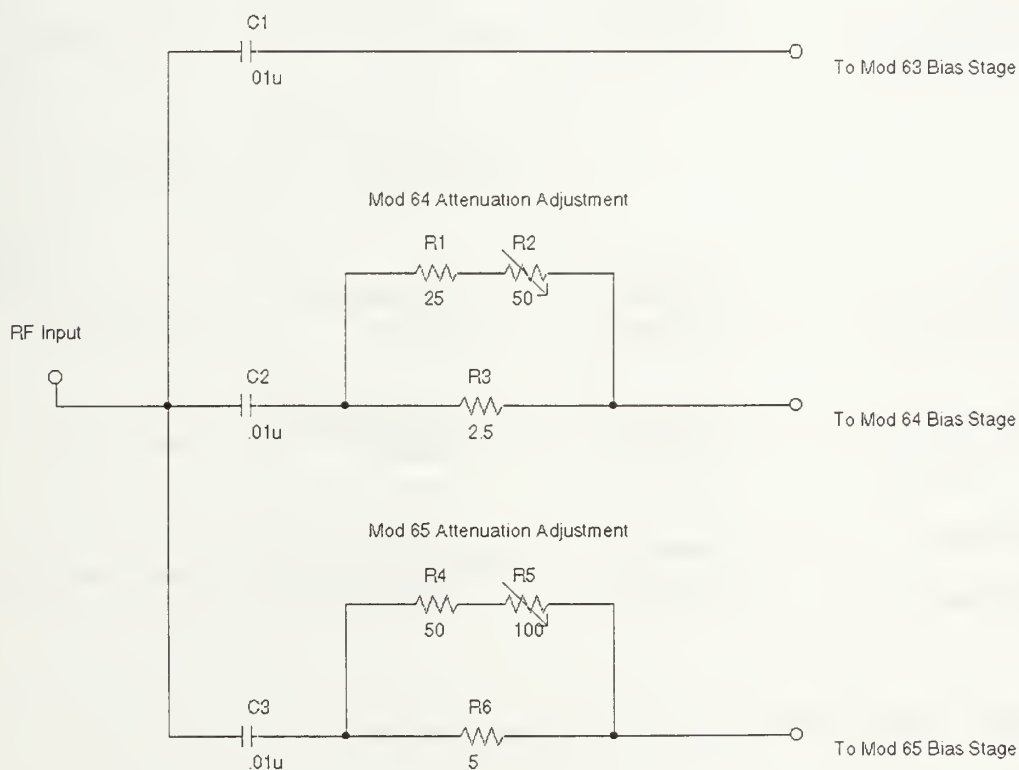 C1
01u
To Mod 63 Bias Stage
Mod 64 Attenuation Adjustment
R1
R2
25
50
RF Input
C2
R3
.01u
2.5
To Mod 64 Bias Stage
Mod 65 Attenuation Adjustment
R4
R5
50
100
C3
R6
.01u
5
To Mod 65 Bias Stage